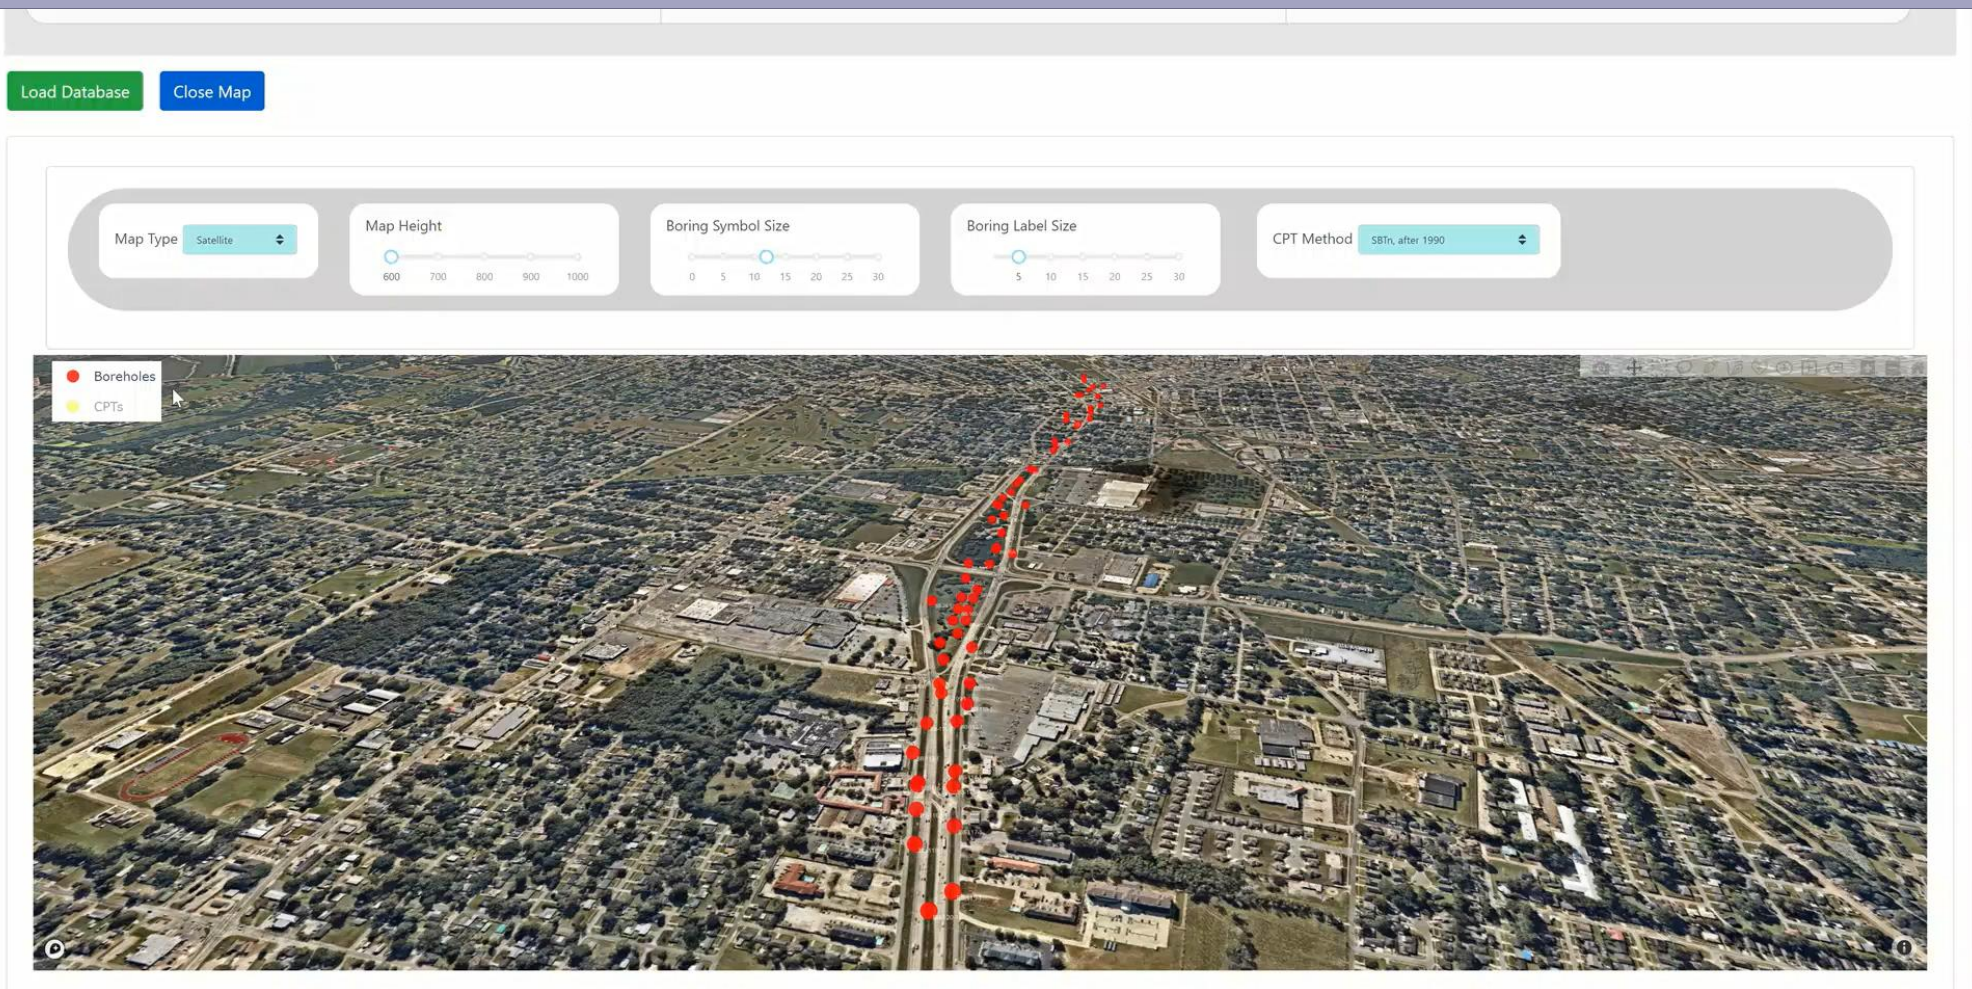 Load Database
Close Map
Map Type
Satellite
Map Height
600 700 800 900 1000
Boring Symbol Size
0 5 10 15 20 25 30
Boring Label Size
5 10 15 20 25 30
CPT Method
SBTn, after 1990
Boreholes
CPTs